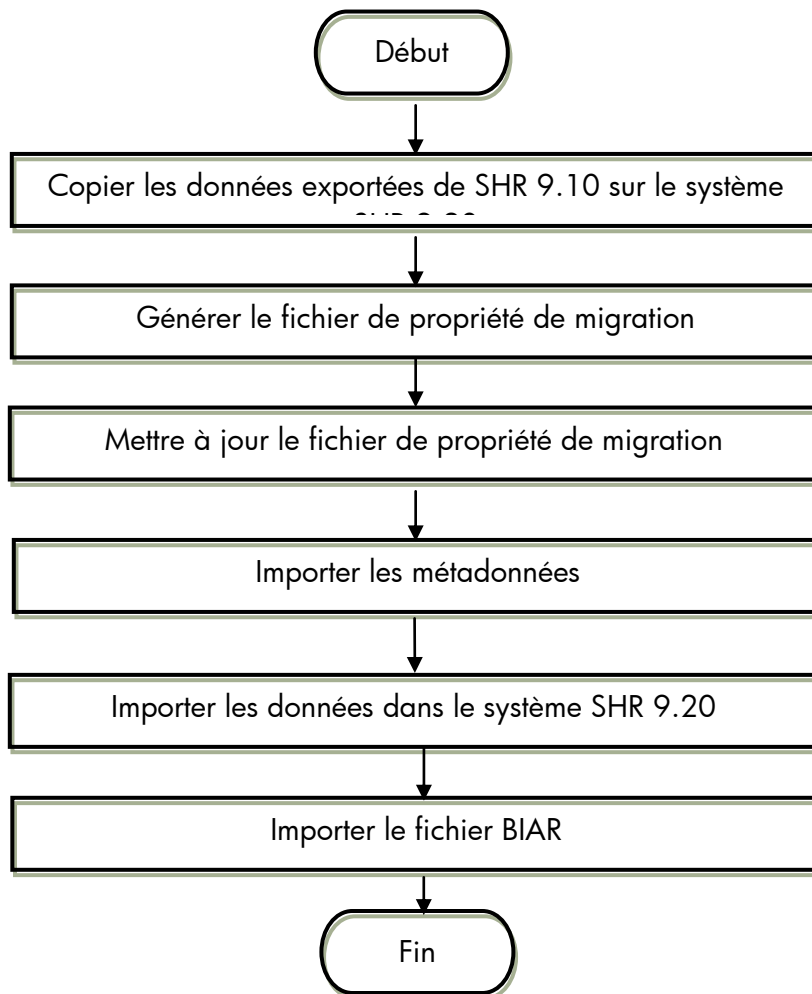 Début
Copier les données exportées de SHR 9.10 sur le système
Générer le fichier de propriété de migration
Mettre à jour le fichier de propriété de migration
Importer les métadonnées
Importer les données dans le système SHR 9.20
Importer le fichier BIAR
Fin